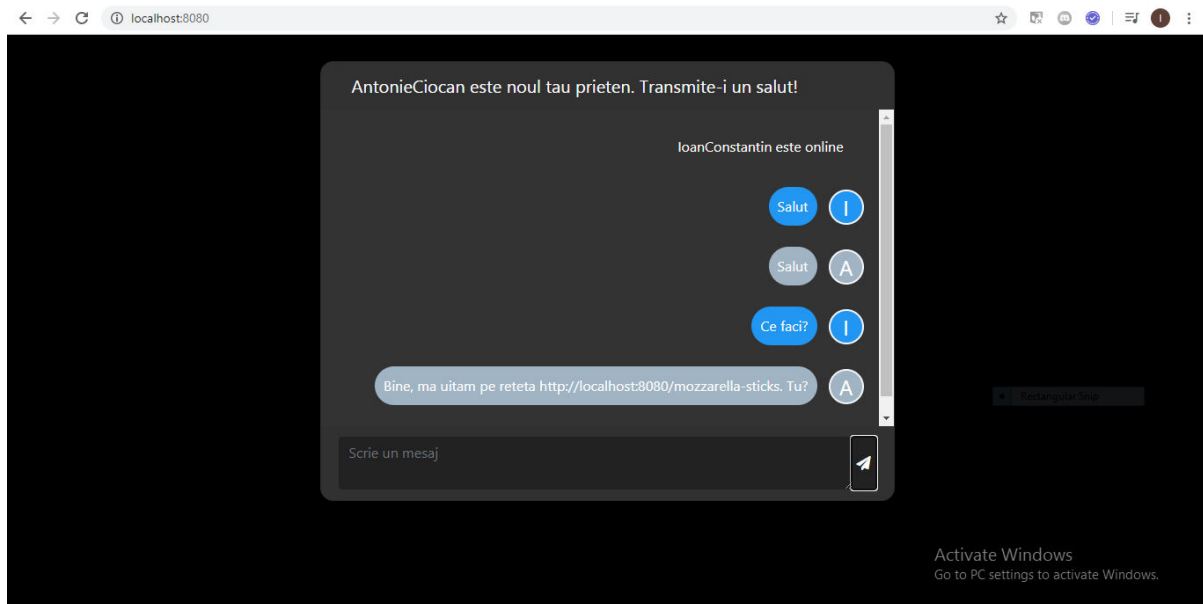 localhost:8080
I
AntonieCiocan este noul tau prieten. Transmite-i un salut!
IoanConstantin este online
Salut
I
Salut
A
Ce faci?
I
Bine, ma uitam pe reteta http://localhost:8080/mozzarella-sticks. Tu?
A
Rectangular Snip
Scrie un mesaj
Activate Windows
Go to PC settings to activate Windows.